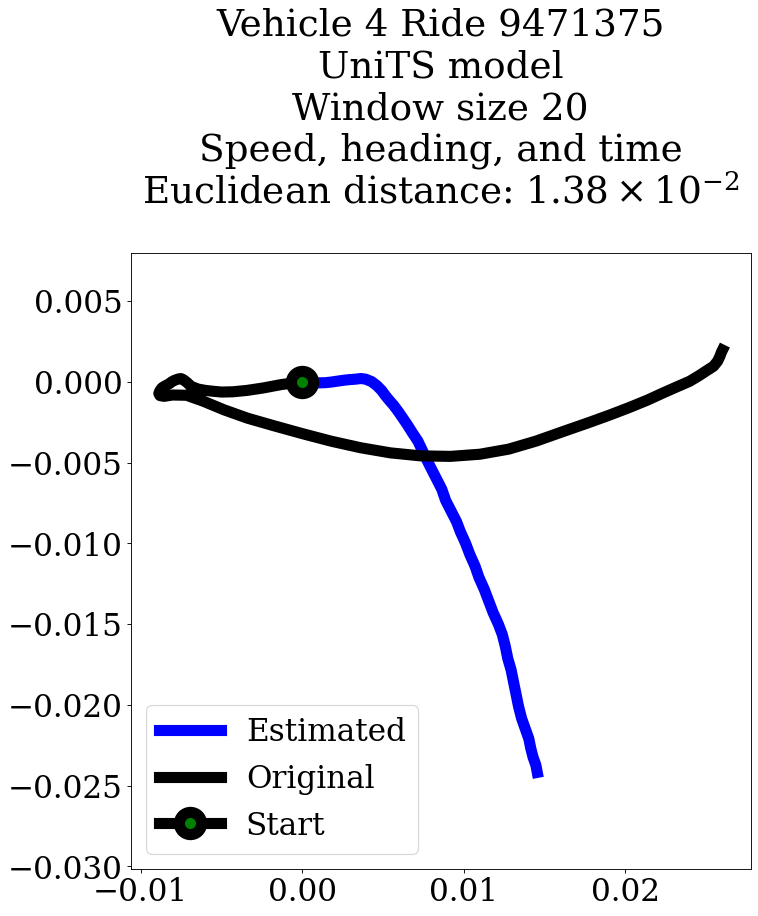 Vehicle 4 Ride 9471375
UniTS model
Window size 20
Speed, heading, and time
Euclidean distance: 1.38 × 10⁻²
0.005
0.000
−0.005
−0.010
−0.015
−0.020
−0.025
−0.030
Estimated
Original
Start
−0.01
0.00
0.01
0.02